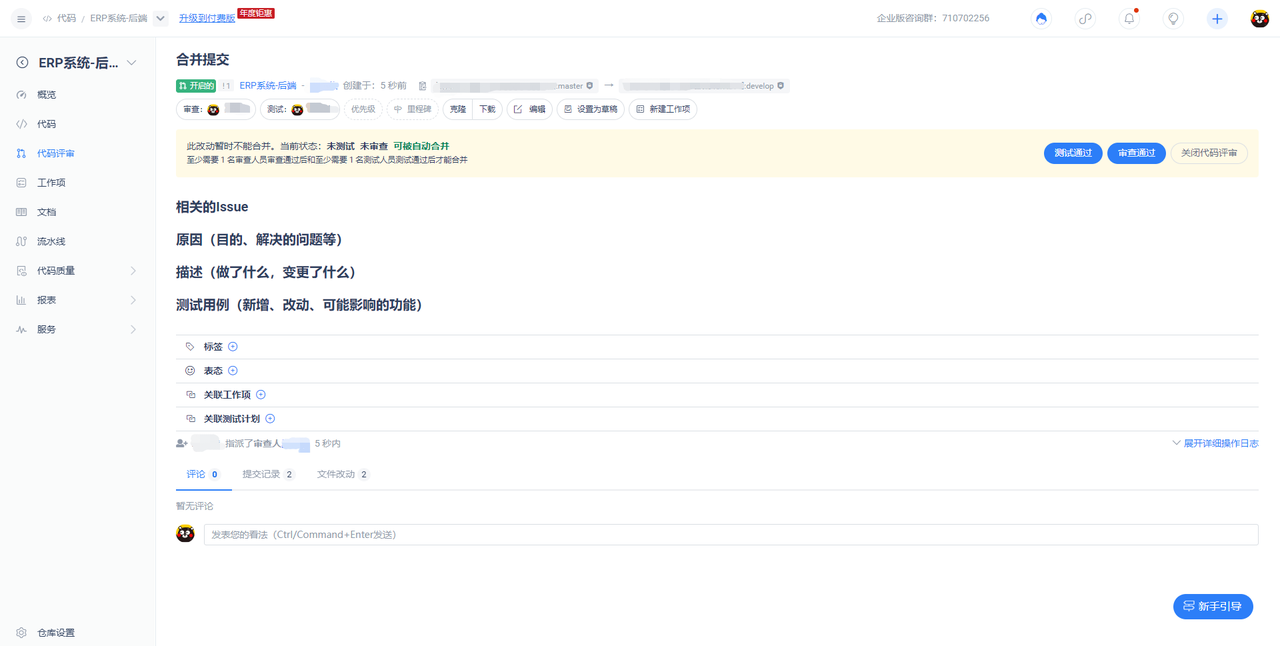 代码 / ERP系统-后端 升级到付费版 年度钜惠 企业版咨询群：710702256
ERP系统-后...
概览
代码
代码评审
工作项
文档
流水线
代码质量
报表
服务
仓库设置
合并提交
开启的 !1 ERP系统-后端 - 创建于：5 秒前 master → develop
审查： 测试： 优先级 里程碑 克隆 下载 编辑 设置为草稿 新建工作项
此改动暂时不能合并。当前状态：未测试 未审查 可被自动合并
至少需要 1 名审查人员审查通过后和至少需要 1 名测试人员测试通过后才能合并
测试通过 审查通过 关闭代码评审
相关的Issue
原因（目的、解决的问题等）
描述（做了什么，变更了什么）
测试用例（新增、改动、可能影响的功能）
标签
表态
关联工作项
关联测试计划
指派了审查人 5 秒内 展开详细操作日志
评论 0 提交记录 2 文件改动 2
暂无评论
发表您的看法（Ctrl/Command+Enter发送）
新手引导